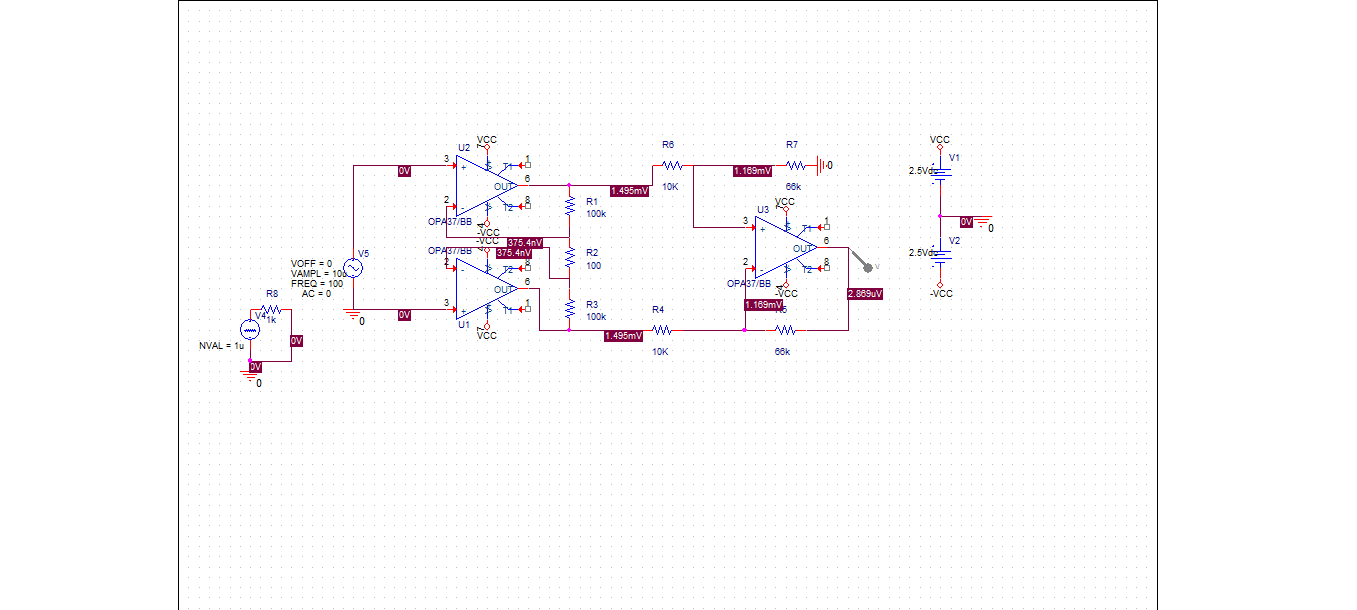 VCC
VCC
U2
7
3
+
T1
1
0V
OUT
6
2
-
T2
8
OPA37/BB
4
-VCC
R6
10K
R7
1.169mV
66k
0
1.495mV
R1
100k
VCC
V1
2.5Vdc
0V
0
V2
2.5Vdc
-VCC
VCC
U3
7
3
+
T1
1
OUT
6
2
-
T2
8
OPA37/BB
4
-VCC
V
1.169mV
2.869uV
R5
66k
375.4nV
375.4nV
R2
100
-VCC
OPA37/BB
4
2
-
T2
8
OUT
6
3
+
T1
1
U1
7
VCC
R3
100k
1.495mV
R4
10K
V5
VOFF = 0
VAMPL = 10u
FREQ = 100
AC = 0
0
0V
R8
1k
V4
NVAL = 1u
0V
0V
0